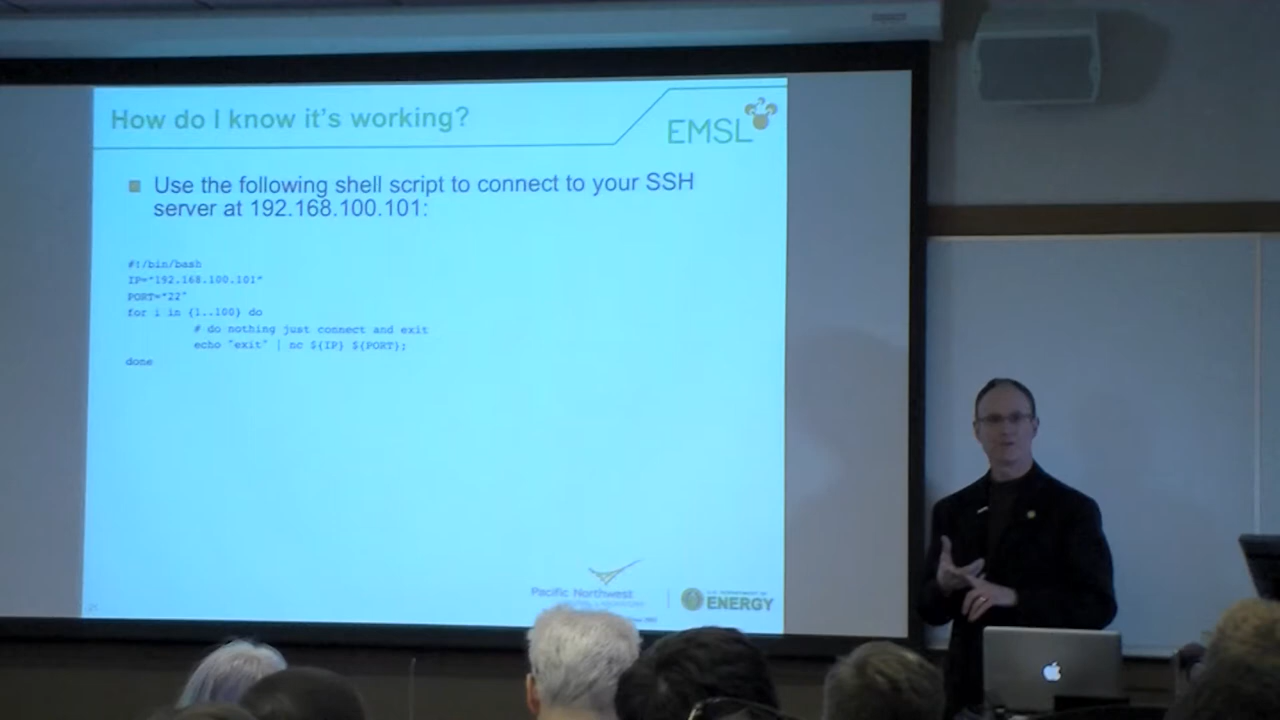 How do I know it's working?
EMSL
Use the following shell script to connect to your SSH
server at 192.168.100.101:
#!/bin/bash
IP="192.168.100.101"
PORT="22"
for i in {1..100} do
# do nothing just connect and exit
echo "exit" | nc ${IP} ${PORT};
done
Pacific Northwest
ENERGY